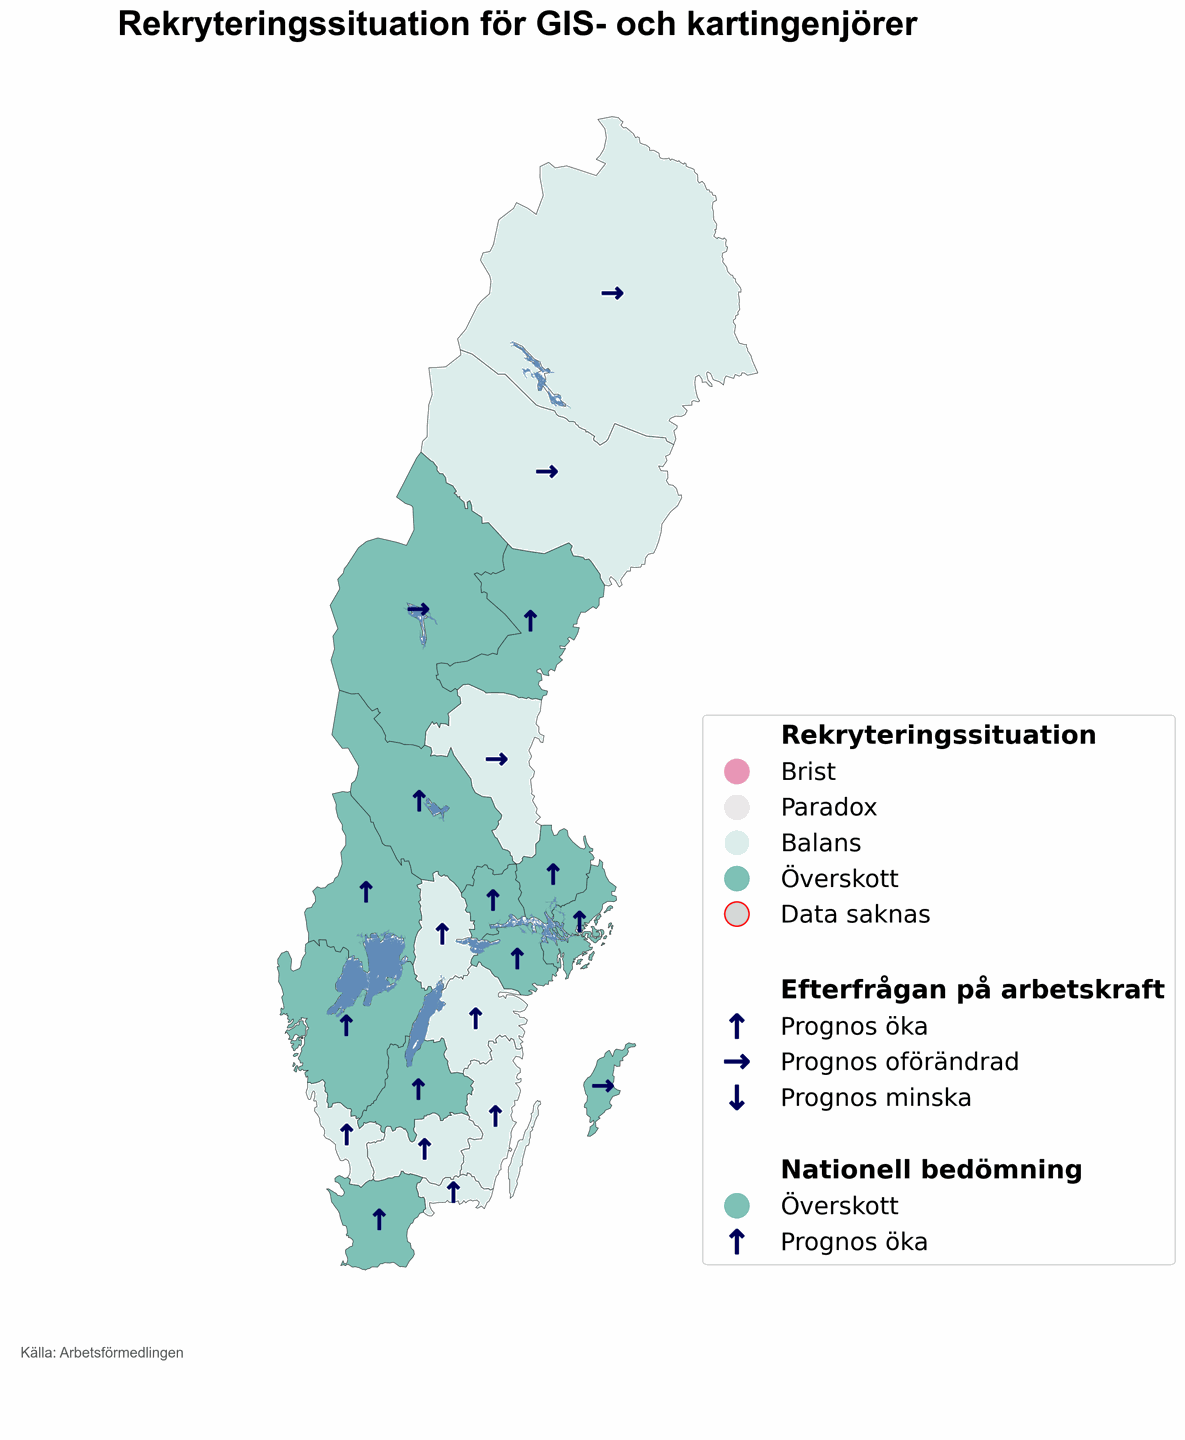 Rekryteringssituation för GIS- och kartingenjörer
Rekryteringssituation
Brist
Paradox
Balans
Överskott
Data saknas
Efterfrågan på arbetskraft
Prognos öka
Prognos oförändrad
Prognos minska
Nationell bedömning
Överskott
Prognos öka
Källa: Arbetsförmedlingen